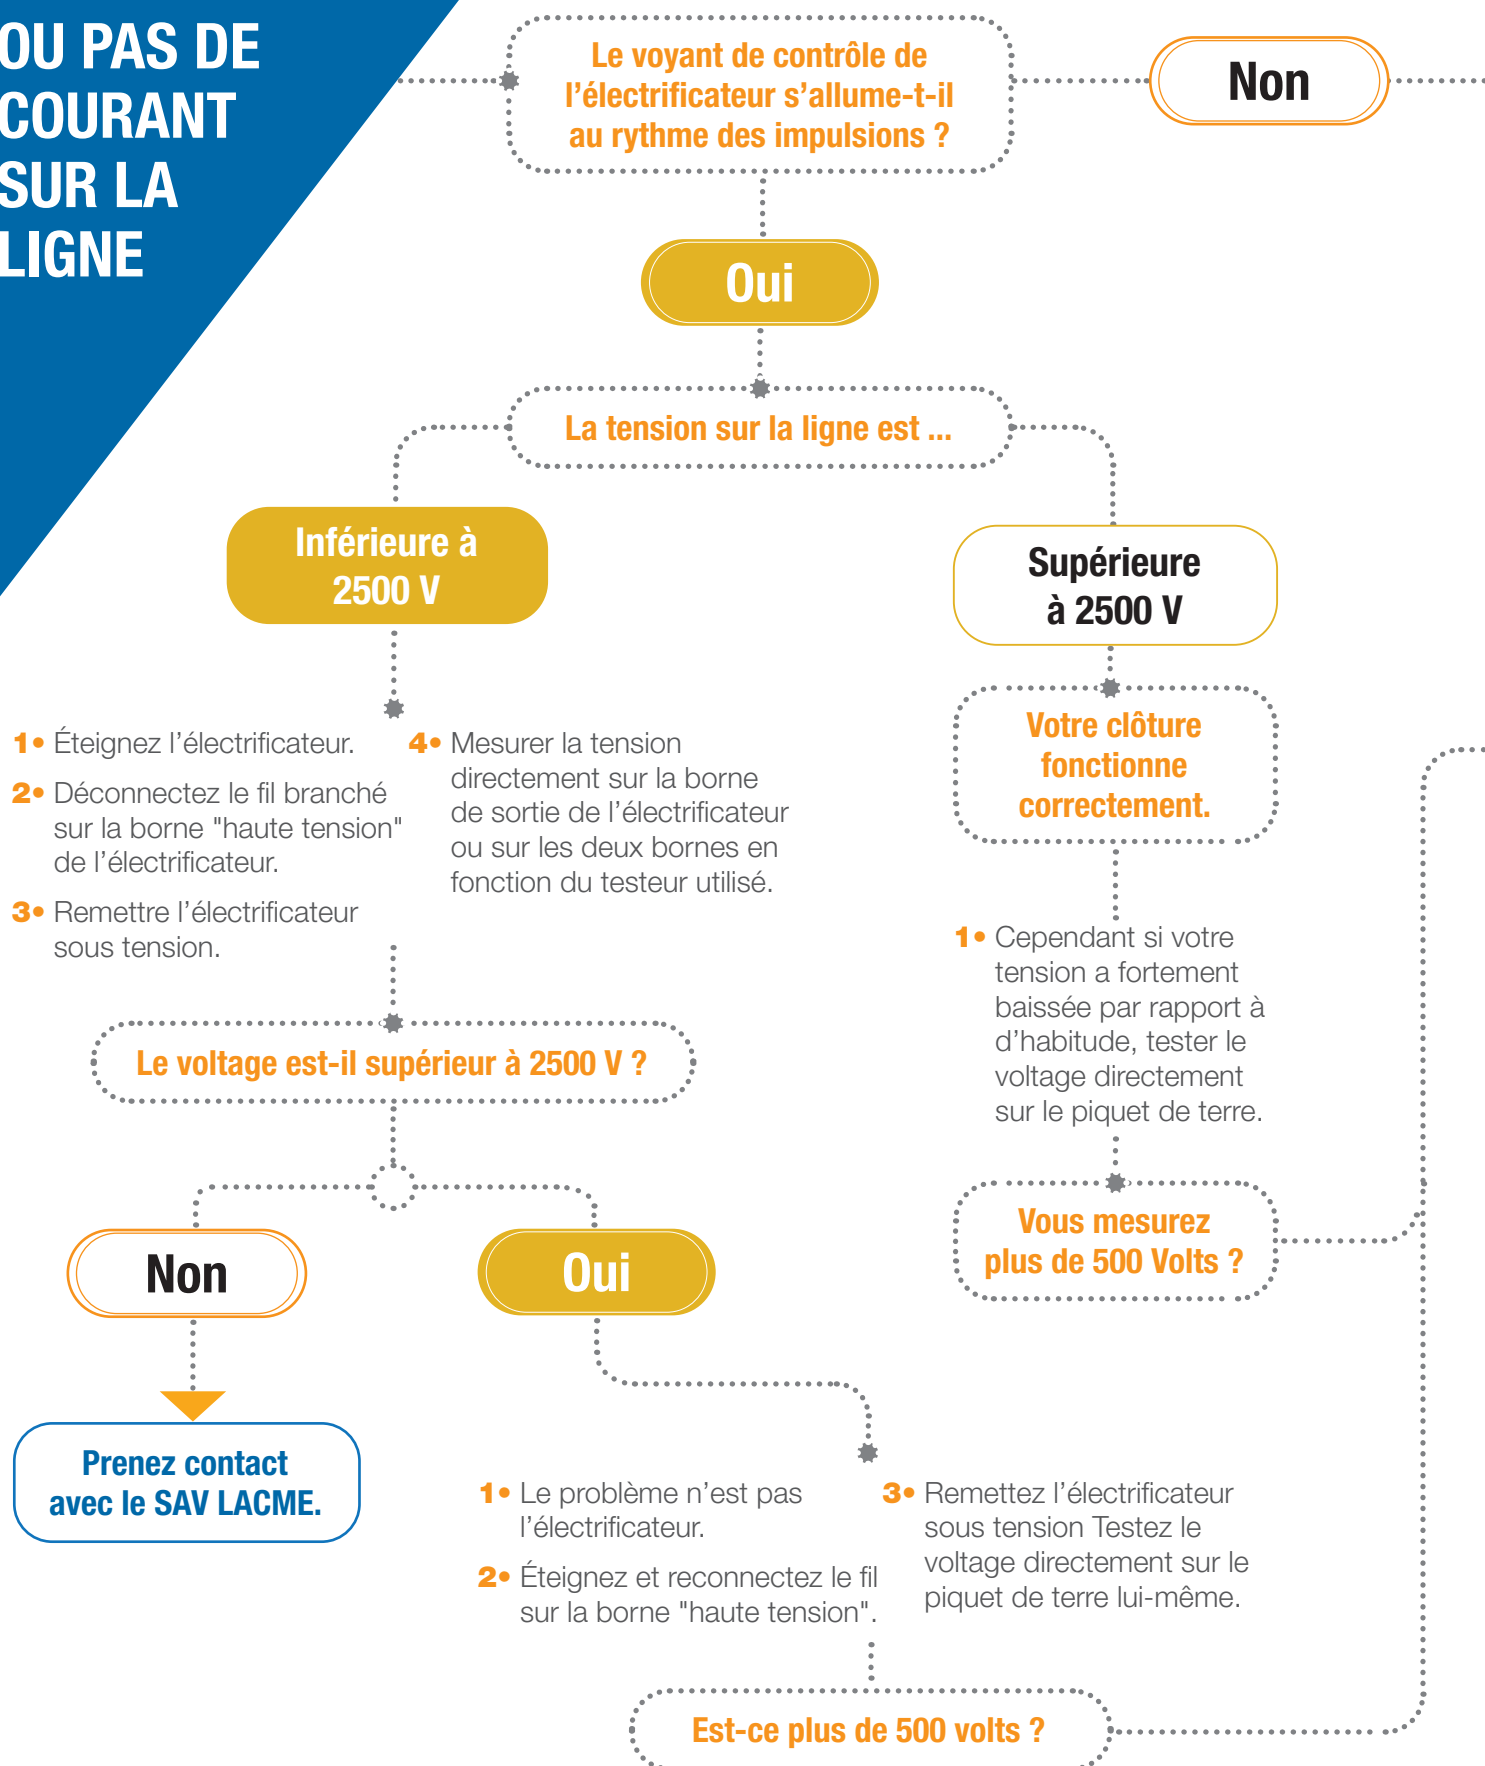 OU PAS DE
COURANT
SUR LA
LIGNE
Le voyant de contrôle de
l’électrificateur s’allume-t-il
au rythme des impulsions ?
Non
Oui
La tension sur la ligne est ...
Inférieure à
2500 V
Supérieure
à 2500 V
1• Éteignez l’électrificateur.
2• Déconnectez le fil branché
sur la borne "haute tension"
de l’électrificateur.
3• Remettre l’électrificateur
sous tension.
4• Mesurer la tension
directement sur la borne
de sortie de l’électrificateur
ou sur les deux bornes en
fonction du testeur utilisé.
Votre clôture
fonctionne
correctement.
1• Cependant si votre
tension a fortement
baissée par rapport à
d’habitude, tester le
voltage directement
sur le piquet de terre.
Le voltage est-il supérieur à 2500 V ?
Vous mesurez
plus de 500 Volts ?
Non
Oui
Prenez contact
avec le SAV LACME.
1• Le problème n’est pas
l’électrificateur.
2• Éteignez et reconnectez le fil
sur la borne "haute tension".
3• Remettez l’électrificateur
sous tension Testez le
voltage directement sur le
piquet de terre lui-même.
Est-ce plus de 500 volts ?